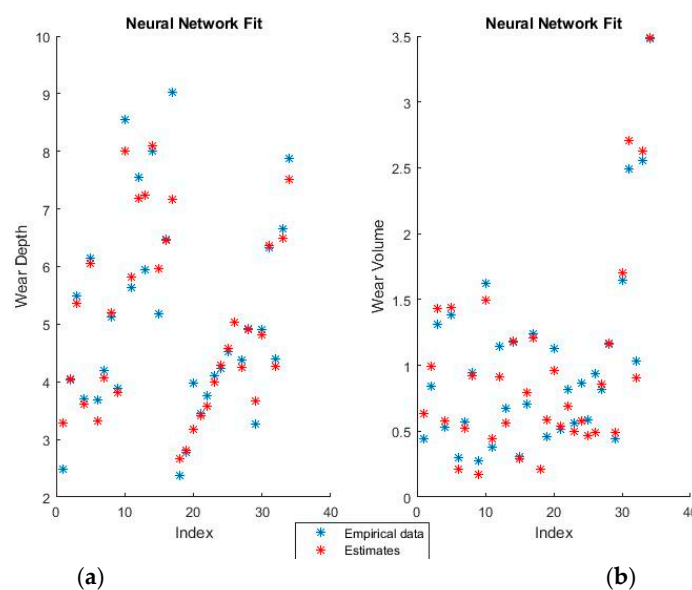 Neural Network Fit
10
9
8
7
6
5
4
3
2
Wear Depth
0 10 20 30 40
Index
Neural Network Fit
3.5
3
2.5
2
1.5
1
0.5
0
Wear Volume
0 10 20 30 40
Index
Empirical data
Estimates
(a)
(b)